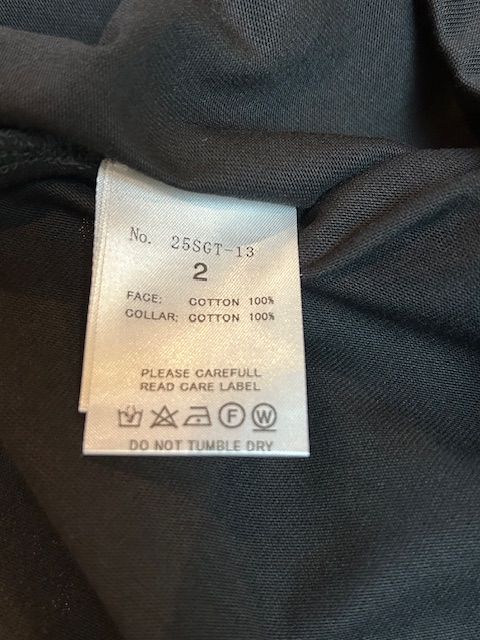 No. 25SGT-13
2
FACE; COTTON 100%
COLLAR; COTTON 100%
PLEASE CAREFULL
READ CARE LABEL
F W
DO NOT TUMBLE DRY